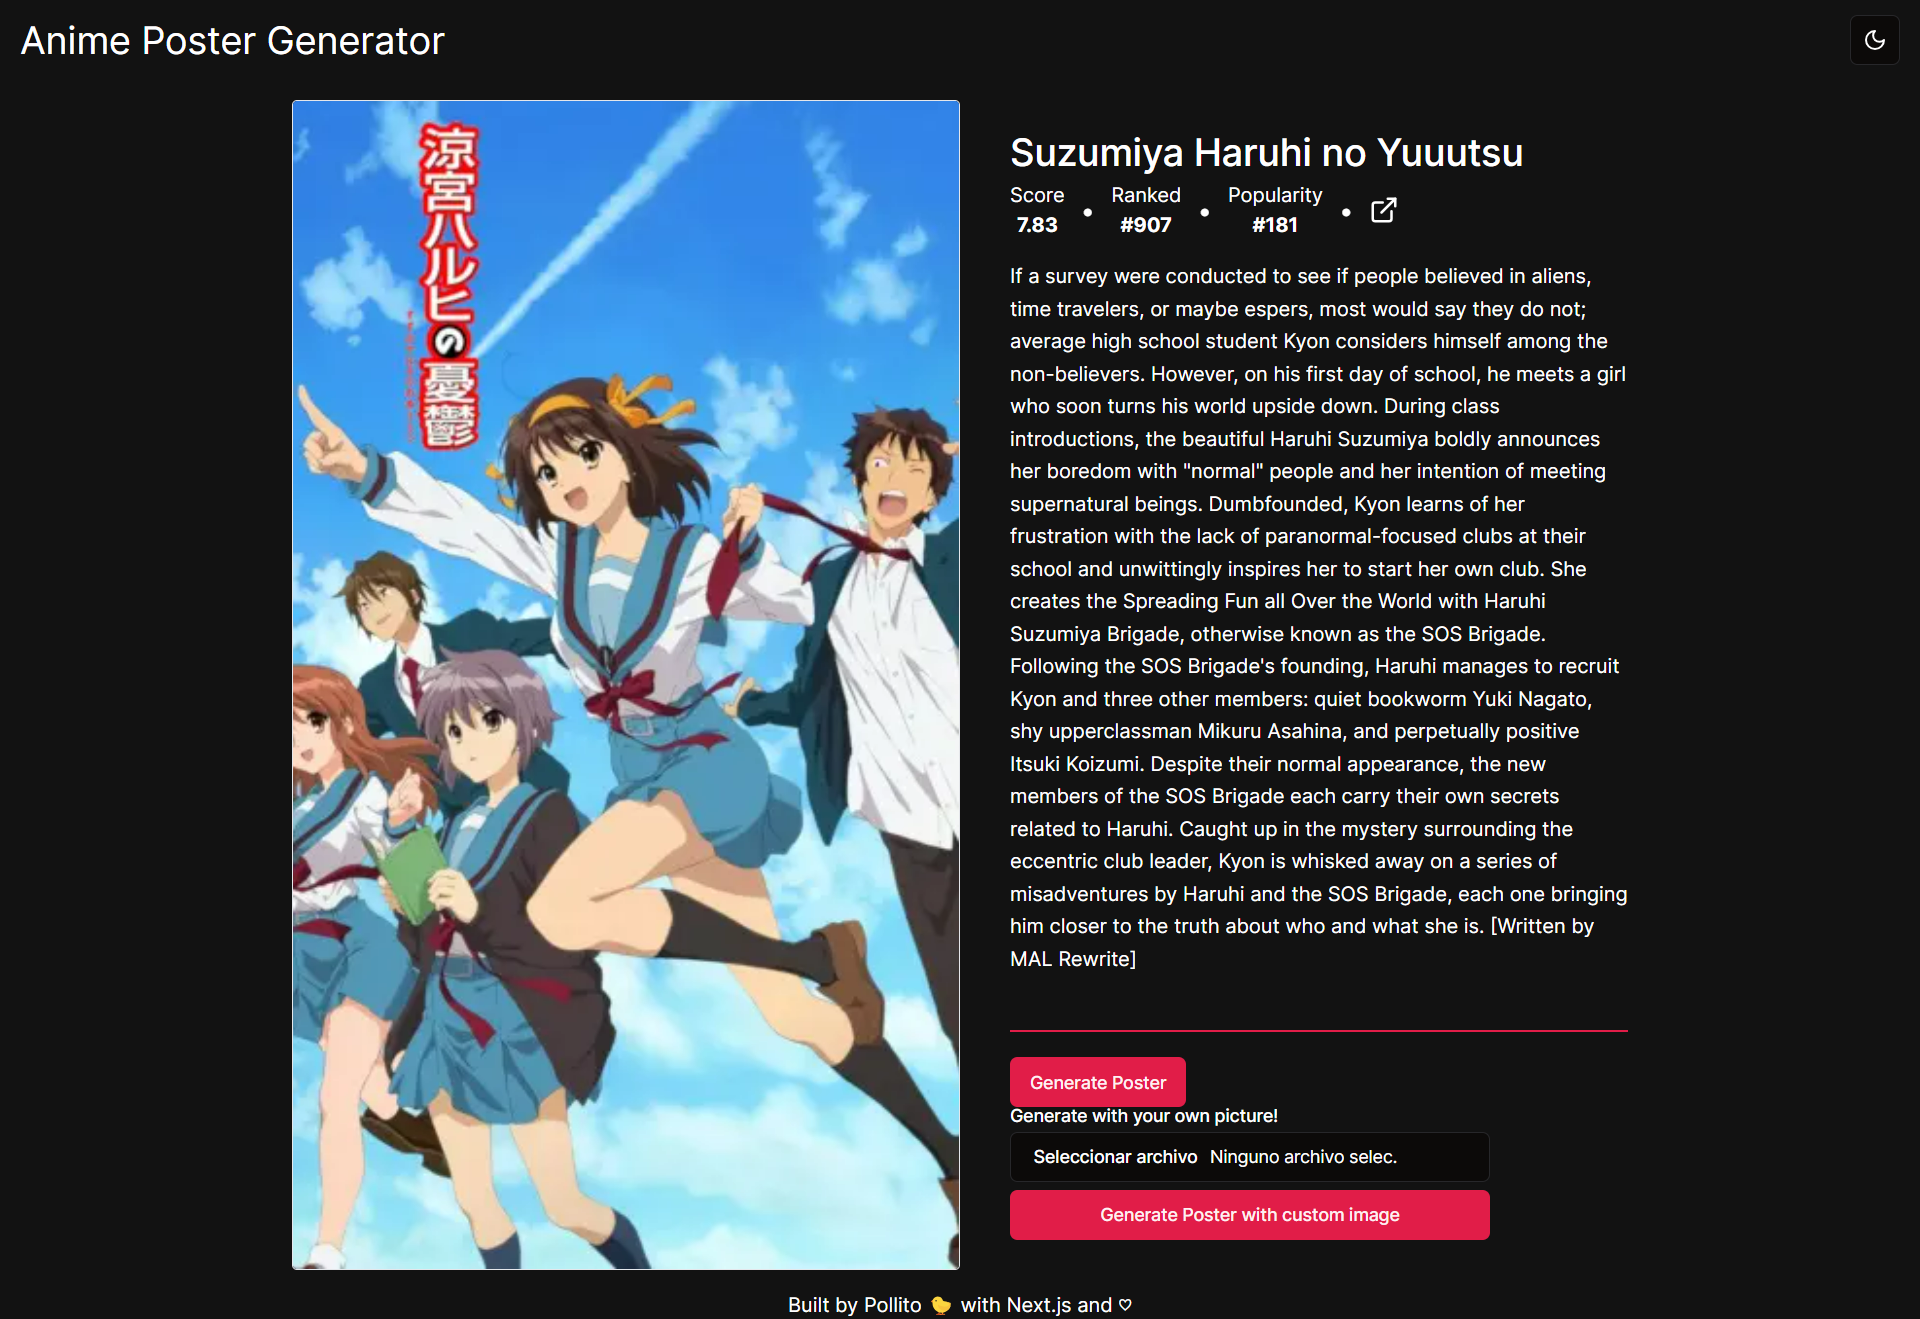 Anime Poster Generator
涼宮ハルヒの憂鬱
Suzumiya Haruhi no Yuuutsu
Score
7.83
•
Ranked
#907
•
Popularity
#181
•
If a survey were conducted to see if people believed in aliens,
time travelers, or maybe espers, most would say they do not;
average high school student Kyon considers himself among the
non-believers. However, on his first day of school, he meets a girl
who soon turns his world upside down. During class
introductions, the beautiful Haruhi Suzumiya boldly announces
her boredom with "normal" people and her intention of meeting
supernatural beings. Dumbfounded, Kyon learns of her
frustration with the lack of paranormal-focused clubs at their
school and unwittingly inspires her to start her own club. She
creates the Spreading Fun all Over the World with Haruhi
Suzumiya Brigade, otherwise known as the SOS Brigade.
Following the SOS Brigade's founding, Haruhi manages to recruit
Kyon and three other members: quiet bookworm Yuki Nagato,
shy upperclassman Mikuru Asahina, and perpetually positive
Itsuki Koizumi. Despite their normal appearance, the new
members of the SOS Brigade each carry their own secrets
related to Haruhi. Caught up in the mystery surrounding the
eccentric club leader, Kyon is whisked away on a series of
misadventures by Haruhi and the SOS Brigade, each one bringing
him closer to the truth about who and what she is. [Written by
MAL Rewrite]
Generate Poster
Generate with your own picture!
Seleccionar archivo Ninguno archivo selec.
Generate Poster with custom image
Built by Pollito 🐤 with Next.js and ♡